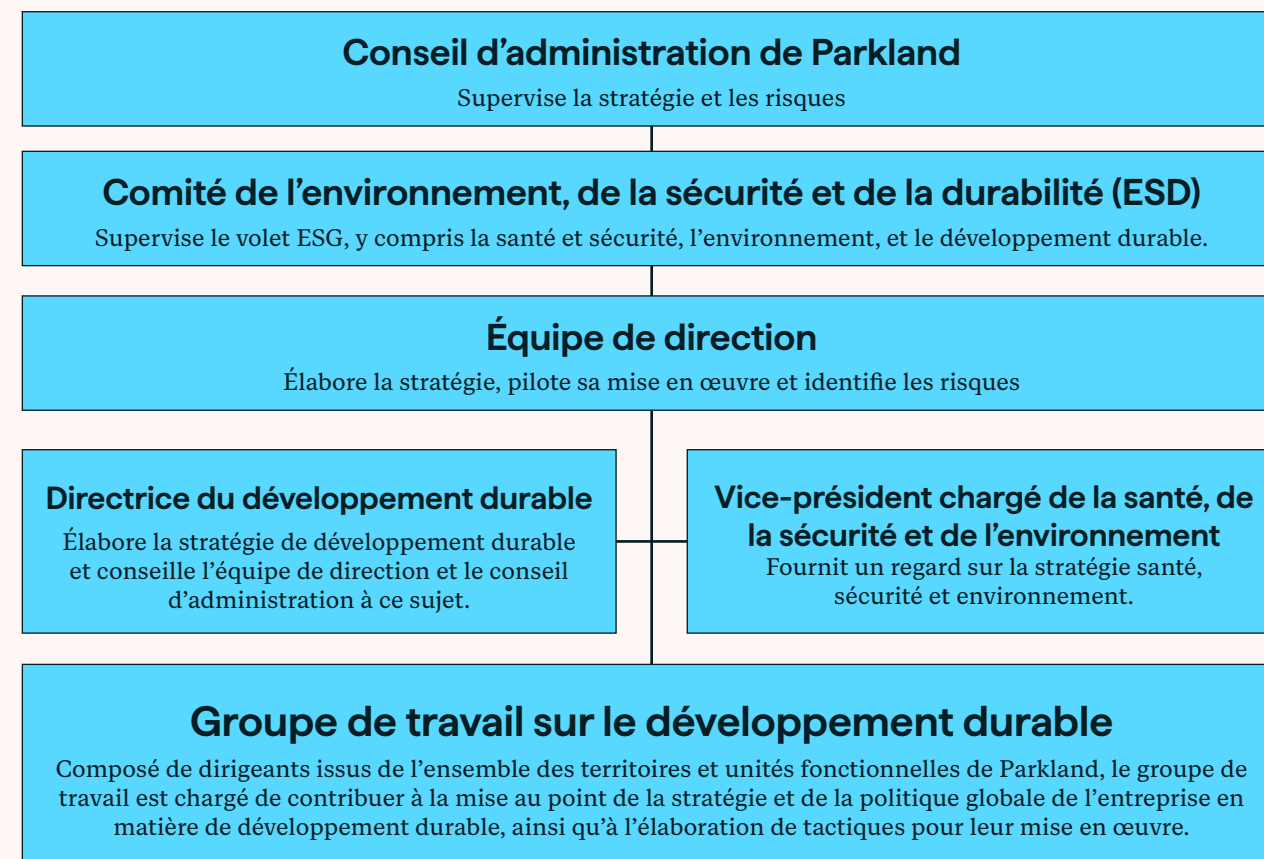 Conseil d’administration de Parkland
Supervise la stratégie et les risques
Comité de l’environnement, de la sécurité et de la durabilité (ESD)
Supervise le volet ESG, y compris la santé et sécurité, l’environnement, et le développement durable.
Équipe de direction
Élabore la stratégie, pilote sa mise en œuvre et identifie les risques
Directrice du développement durable
Élabore la stratégie de développement durable
et conseille l’équipe de direction et le conseil
d’administration à ce sujet.
Vice-président chargé de la santé, de
la sécurité et de l’environnement
Fournit un regard sur la stratégie santé,
sécurité et environnement.
Groupe de travail sur le développement durable
Composé de dirigeants issus de l’ensemble des territoires et unités fonctionnelles de Parkland, le groupe de
travail est chargé de contribuer à la mise au point de la stratégie et de la politique globale de l’entreprise en
matière de développement durable, ainsi qu’à l’élaboration de tactiques pour leur mise en œuvre.